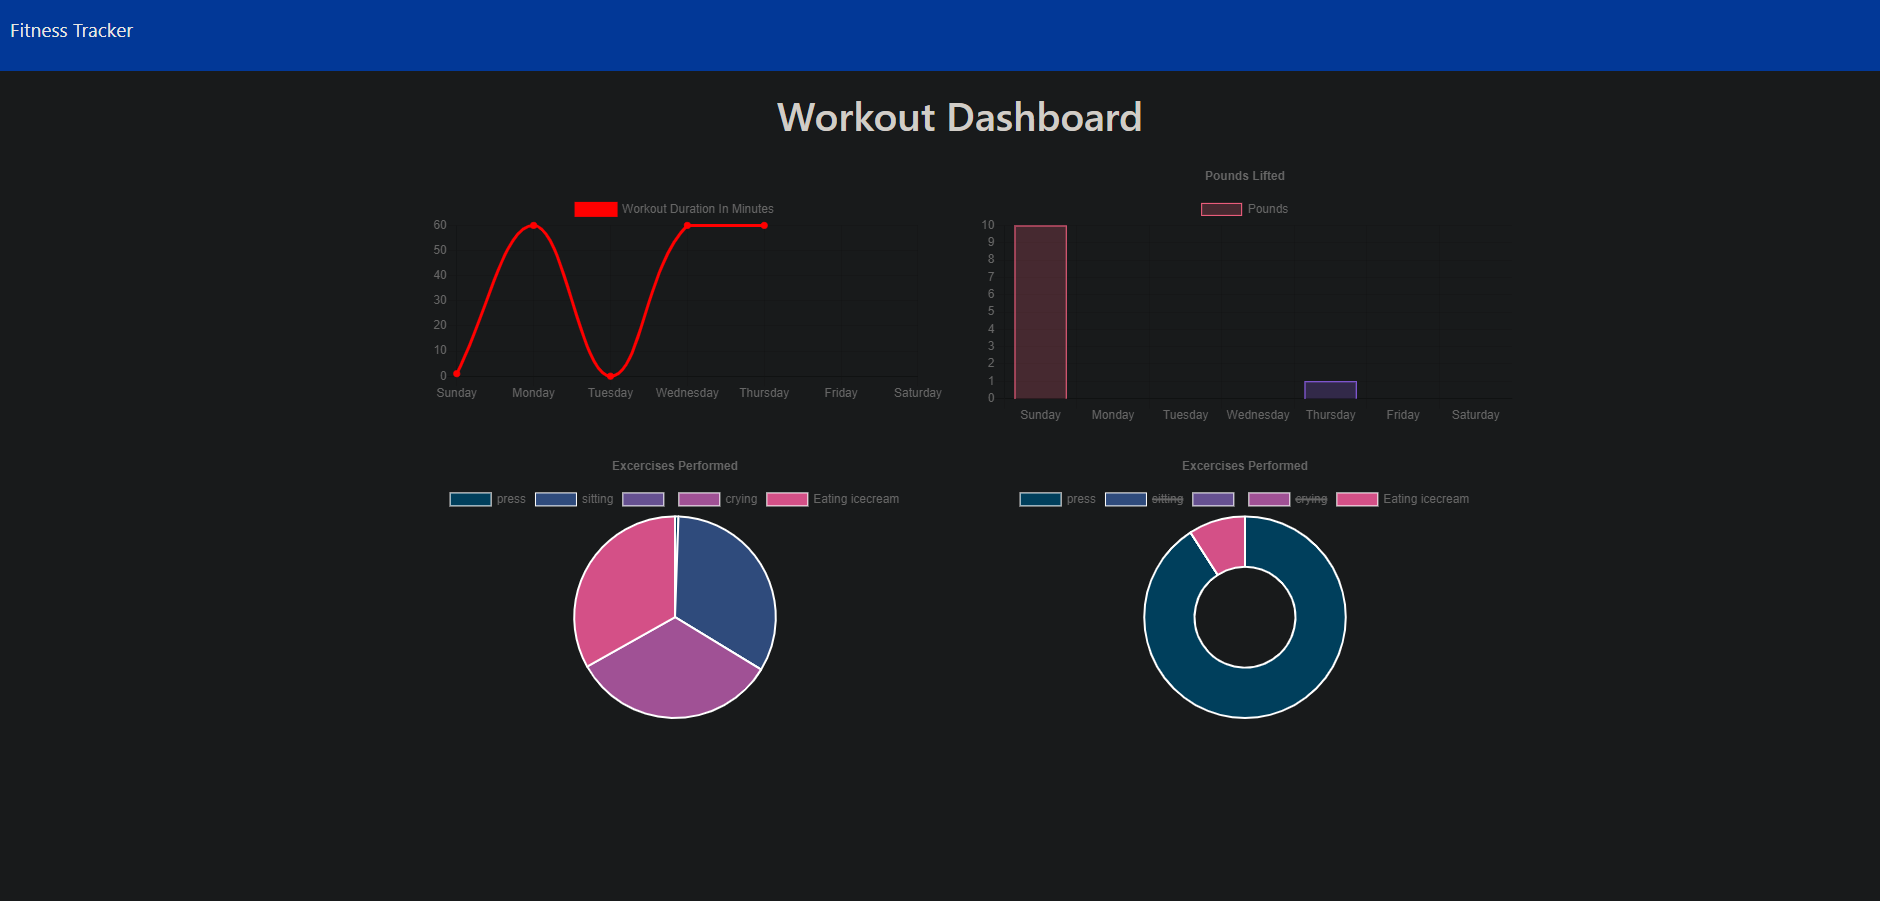 Fitness Tracker
Workout Dashboard
Workout Duration In Minutes
60
50
40
30
20
10
0
Sunday Monday Tuesday Wednesday Thursday Friday Saturday
Pounds Lifted
Pounds
10
9
8
7
6
5
4
3
2
1
0
Sunday Monday Tuesday Wednesday Thursday Friday Saturday
Excercises Performed
press sitting crying Eating icecream
Excercises Performed
press sitting crying Eating icecream